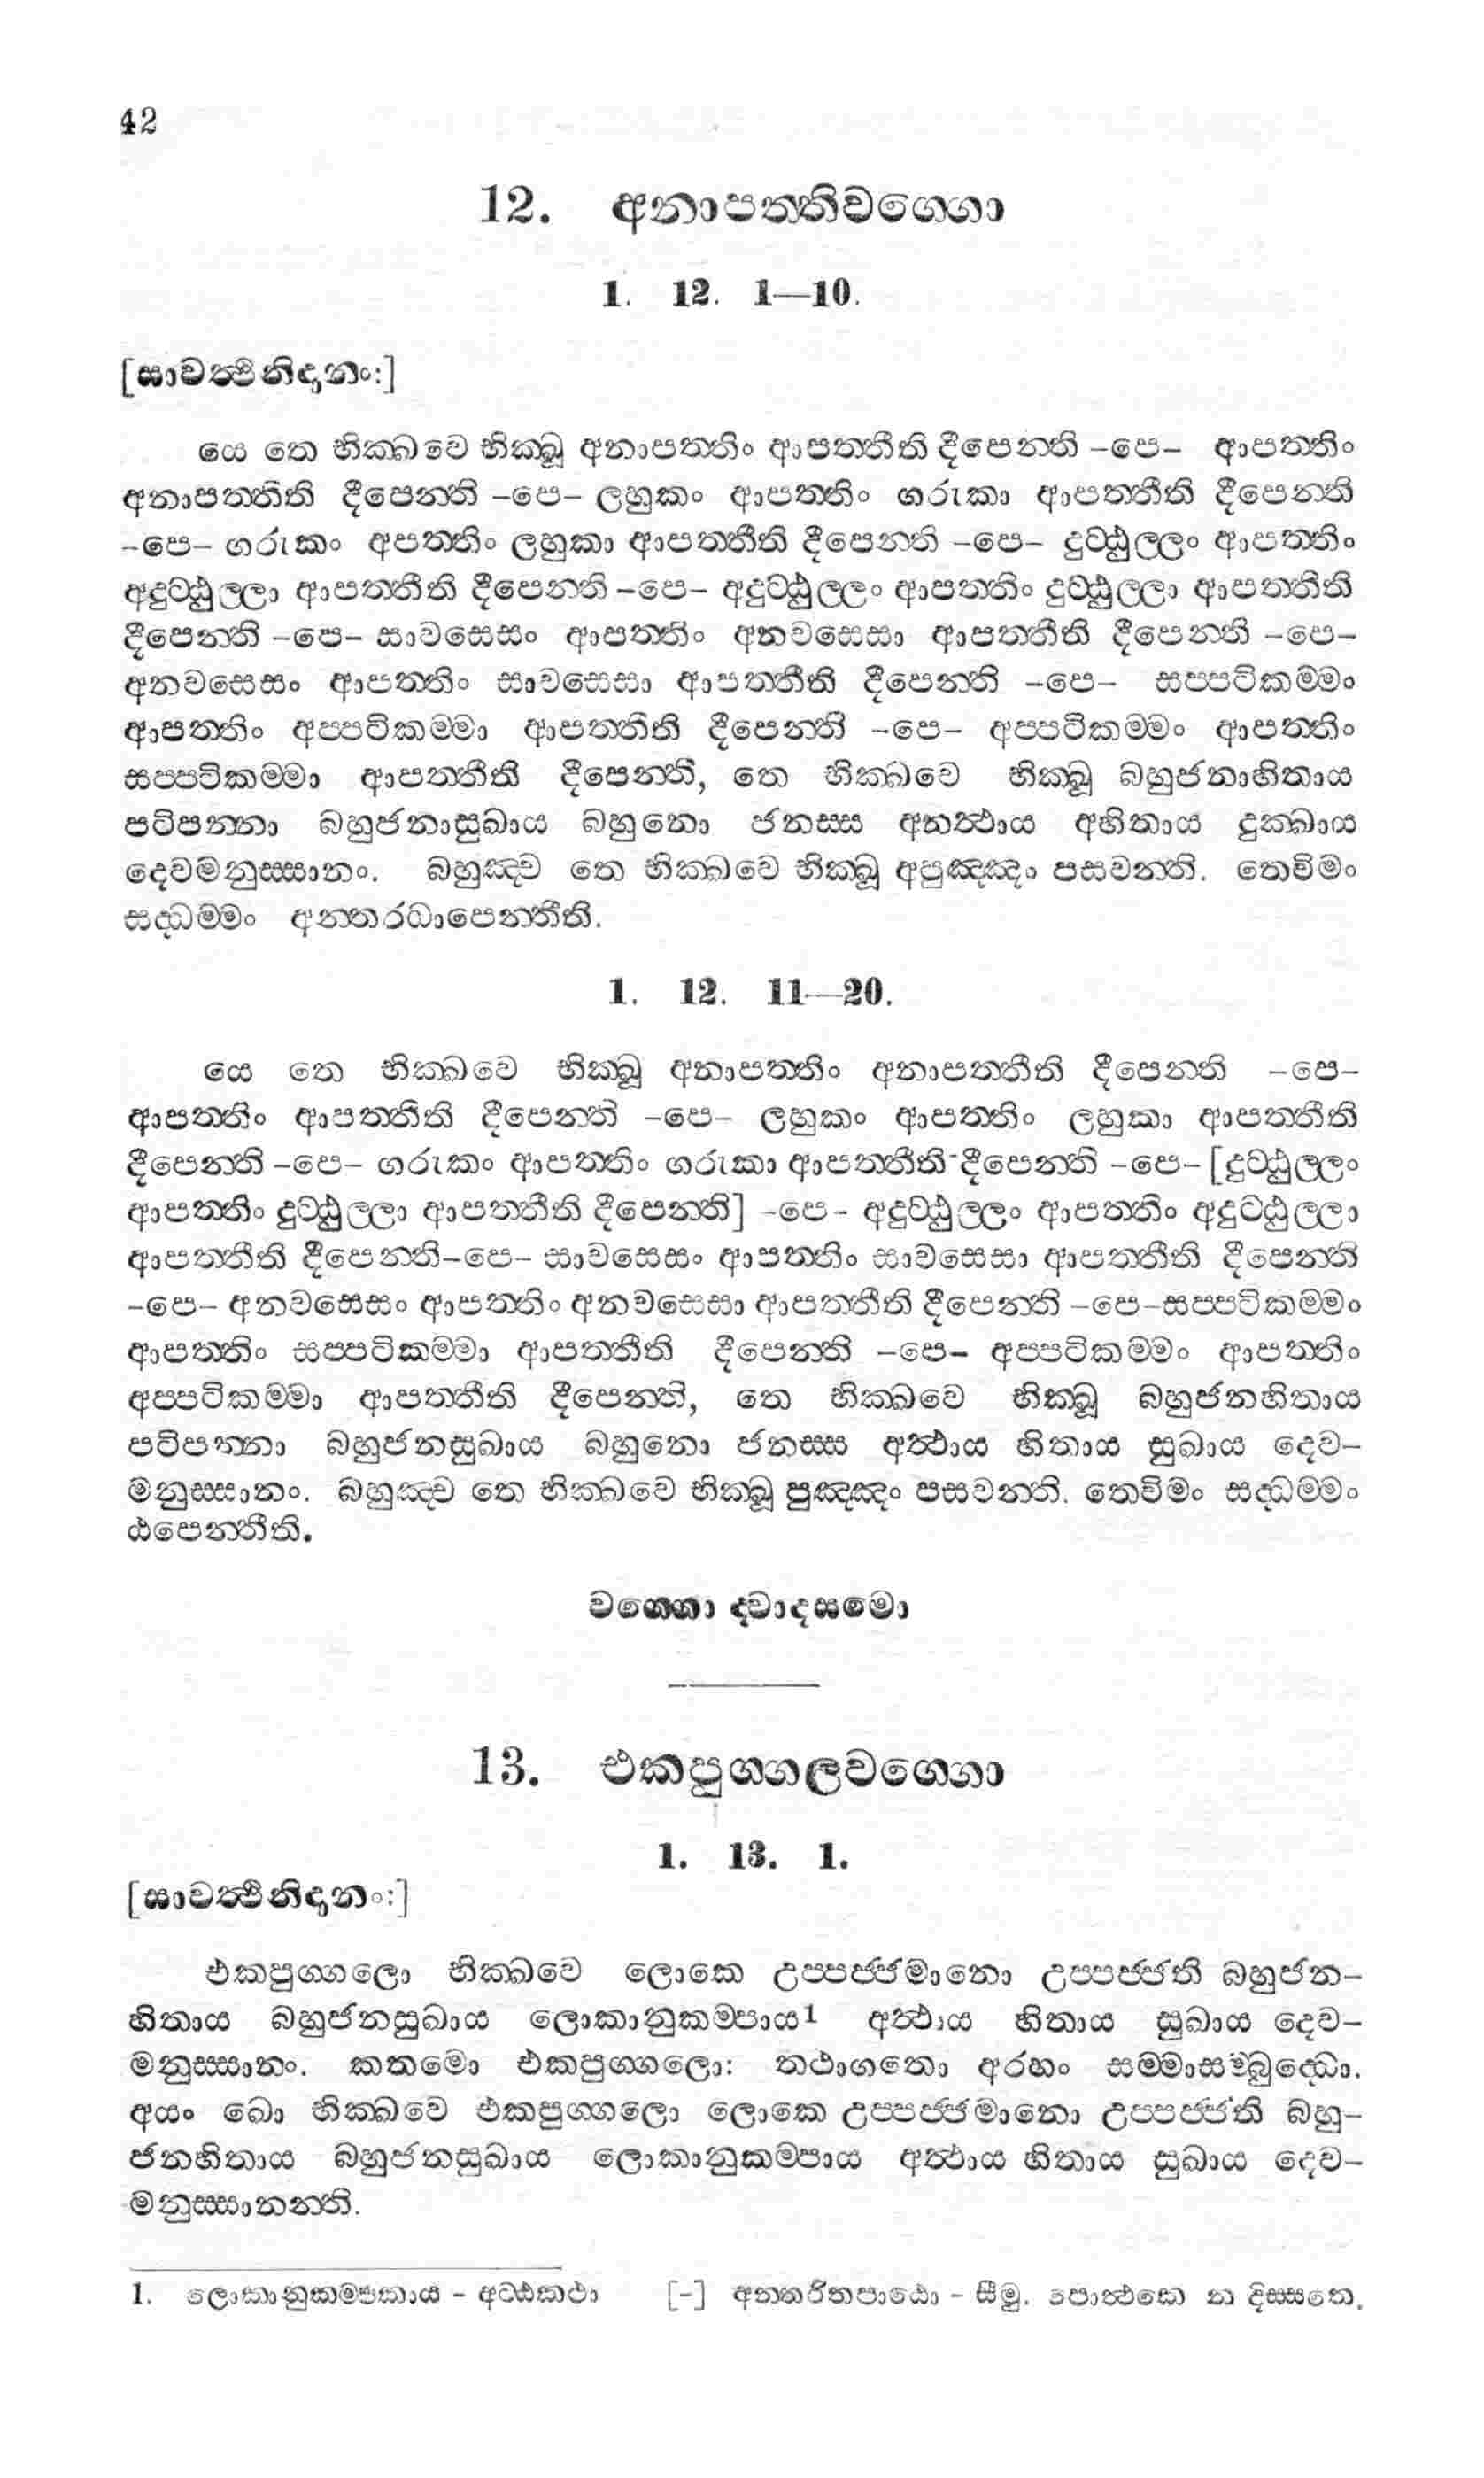 42
12. අනාපත්තිවග්ගො
1. 12. 1—10.
[සාවත්ථිනිදානං:]
යෙ තෙ භික්ඛවෙ භික්ඛූ අනාපත්තිං ආපත්තීති දීපෙන්ති -පෙ- ආපත්තිං
අනාපත්තීති දීපෙන්ති -පෙ- ලහුකං ආපත්තිං ගරුකා ආපත්තීති දීපෙන්ති
-පෙ- ගරුකං අපත්තිං ලහුකා ආපත්තීති දීපෙන්ති -පෙ- දුට්ඨුල්ලං ආපත්තිං
අදුට්ඨුල්ලා ආපත්තීති දීපෙන්ති -පෙ- අදුට්ඨුල්ලං ආපත්තිං දුට්ඨුල්ලා ආපත්තීති
දීපෙන්ති -පෙ- සාවසෙසං ආපත්තිං අනවසෙසා ආපත්තීති දීපෙන්ති -පෙ-
අනවසෙසං ආපත්තිං සාවසෙසා ආපත්තීති දීපෙන්ති -පෙ- සප්පටිකම්මං
ආපත්තිං අප්පටිකම්මා ආපත්තීති දීපෙන්ති -පෙ- අප්පටිකම්මං ආපත්තිං
සප්පටිකම්මා ආපත්තීති දීපෙන්ති, තෙ භික්ඛවෙ භික්ඛූ බහුජනාහිතාය
පටිපන්නා බහුජනාසුඛාය බහුනො ජනස්ස අනත්ථාය අහිතාය දුක්ඛාය
දෙවමනුස්සානං. බහුඤ්ච තෙ භික්ඛවෙ භික්ඛූ අපුඤ්ඤං පසවන්ති. තෙචිමං
සද්ධම්මං අන්තරධාපෙන්තීති.
1. 12. 11—20.
යෙ තෙ භික්ඛවෙ භික්ඛූ අනාපත්තිං අනාපත්තීති දීපෙන්ති -පෙ-
ආපත්තිං ආපත්තීති දීපෙන්ති -පෙ- ලහුකං ආපත්තිං ලහුකා ආපත්තීති
දීපෙන්ති -පෙ- ගරුකං ආපත්තිං ගරුකා ආපත්තීති දීපෙන්ති -පෙ- [දුට්ඨුල්ලං
ආපත්තිං දුට්ඨුල්ලා ආපත්තීති දීපෙන්ති] -පෙ- අදුට්ඨුල්ලං ආපත්තිං අදුට්ඨුල්ලා
ආපත්තීති දීපෙන්ති-පෙ- සාවසෙසං ආපත්තිං සාවසෙසා ආපත්තීති දීපෙන්ති
-පෙ- අනවසෙසං ආපත්තිං අනවසෙසා ආපත්තීති දීපෙන්ති -පෙ-සප්පටිකම්මං
ආපත්තිං සප්පටිකම්මා ආපත්තීති දීපෙන්ති -පෙ- අප්පටිකම්මං ආපත්තිං
අප්පටිකම්මා ආපත්තීති දීපෙන්ති, තෙ භික්ඛවෙ භික්ඛූ බහුජනහිතාය
පටිපන්නා බහුජනසුඛාය බහුනො ජනස්ස අත්ථාය හිතාය සුඛාය දෙව-
මනුස්සානං. බහුඤ්ච තෙ භික්ඛවෙ භික්ඛූ පුඤ්ඤං පසවන්ති. තෙචිමං සද්ධම්මං
ඨපෙන්තීති.
වග්ගො ද්වාදසමො
13. එකපුග්ගලවග්ගො
1. 13. 1.
[සාවත්ථිනිදානං:]
එකපුග්ගලො භික්ඛවෙ ලොකෙ උප්පජ්ජමානො උප්පජ්ජති බහුජන-
හිතාය බහුජනසුඛාය ලොකානුකම්පාය1 අත්ථාය හිතාය සුඛාය දෙව-
මනුස්සානං. කතමො එකපුග්ගලො: තථාගතො අරහං සම්මාසම්බුද්ධො.
අයං ඛො භික්ඛවෙ එකපුග්ගලො ලොකෙ උප්පජ්ජමානො උප්පජ්ජති බහු-
ජනහිතාය බහුජනසුඛාය ලොකානුකම්පාය අත්ථාය හිතාය සුඛාය දෙව-
මනුස්සානන්ති.
1. ලොකානුකම්පකාය - අට්ඨකථා [-] අන්තරිතපාඨො - සීමු. පොත්ථකෙ න දිස්සතෙ.